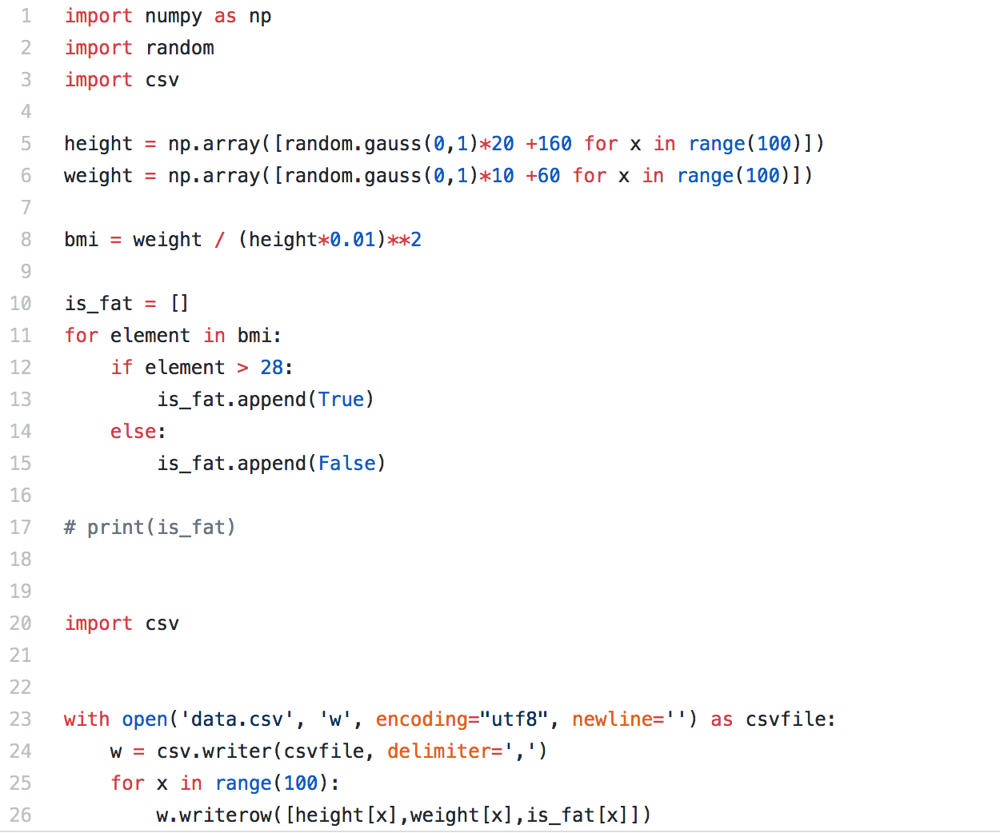 1 import numpy as np
2 import random
3 import csv
4
5 height = np.array([random.gauss(0,1)*20 +160 for x in range(100)])
6 weight = np.array([random.gauss(0,1)*10 +60 for x in range(100)])
7
8 bmi = weight / (height*0.01)**2
9
10 is_fat = []
11 for element in bmi:
12     if element > 28:
13         is_fat.append(True)
14     else:
15         is_fat.append(False)
16
17 # print(is_fat)
18
19
20 import csv
21
22
23 with open('data.csv', 'w', encoding="utf8", newline='') as csvfile:
24     w = csv.writer(csvfile, delimiter=',')
25     for x in range(100):
26         w.writerow([height[x],weight[x],is_fat[x]])